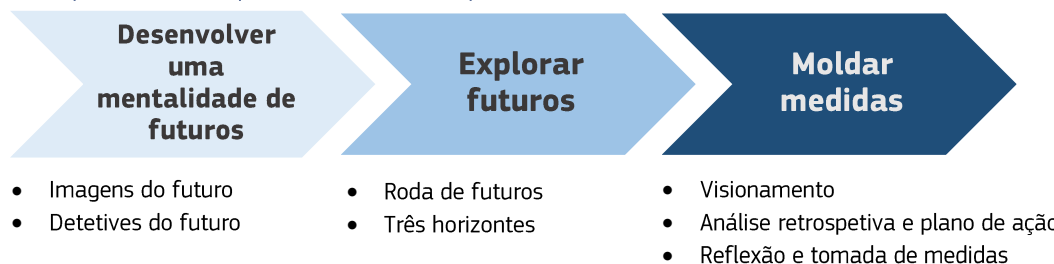 Desenvolver
uma
mentalidade de
futuros
Explorar
futuros
Moldar
medidas
• Imagens do futuro
• Detetives do futuro
• Roda de futuros
• Três horizontes
• Visionamento
• Análise retrospetiva e plano de ação
• Reflexão e tomada de medidas